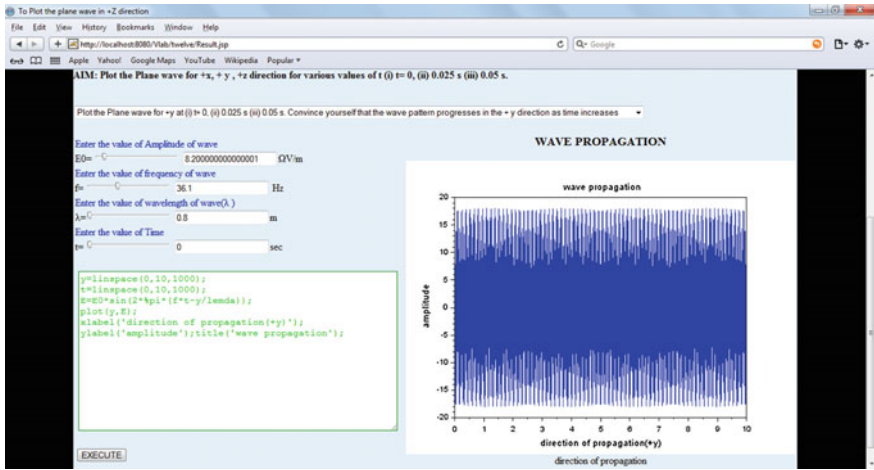 To Plot the plane wave in +Z direction
File Edit View History Bookmarks Window Help
http://localhost:8080/Vlab/twelve/Result.jsp
Google
Apple Yahoo! Google Maps YouTube Wikipedia Popular
AIM: Plot the Plane wave for +x, + y , +z direction for various values of t (i) t= 0, (ii) 0.025 s (iii) 0.05 s.
Plot the Plane wave for +y at (i) t= 0, (ii) 0.025 s (iii) 0.05 s. Convince yourself that the wave pattern progresses in the + y direction as time increases
Enter the value of Amplitude of wave
E0= 8.200000000000001 ΩV/m
Enter the value of frequency of wave
f= 36.1 Hz
Enter the value of wavelength of wave(λ )
λ= 0.8 m
Enter the value of Time
t= 0 sec
y=linspace(0,10,1000);
t=linspace(0,10,1000);
E=E0*sin(2*%pi*(f*t-y/lemda));
plot(y,E);
xlabel('direction of propagation(+y)');
ylabel('amplitude');title('wave propagation');
EXECUTE
WAVE PROPAGATION
wave propagation
20
15
10
5
0
-5
-10
-15
-20
amplitude
0 1 2 3 4 5 6 7 8 9 10
direction of propagation(+y)
direction of propagation